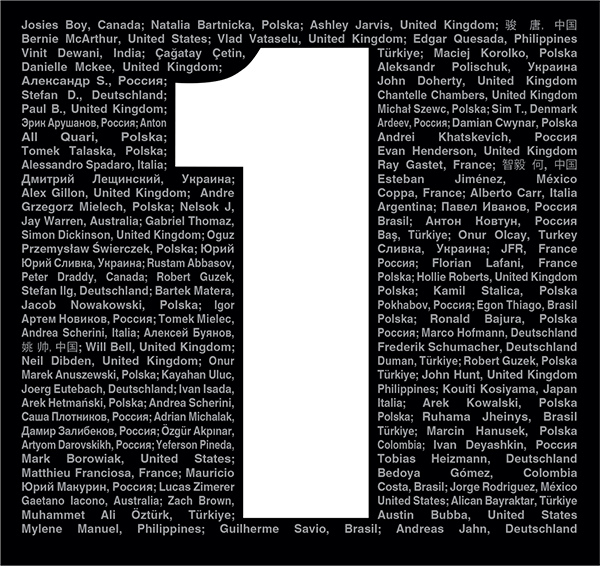 Josies Boy, Canada; Natalia Bartnicka, Polska; Ashley Jarvis, United Kingdom; 骏 唐, 中国
Bernie McArthur, United States; Vlad Vataselu, United Kingdom; Edgar Quesada, Philippines
Vinit Dewani, India; Çağatay Çetin, Türkiye; Maciej Korolko, Polska
Danielle Mckee, United Kingdom; Aleksandr Polischuk, Украина
Александр S., Россия; John Doherty, United Kingdom
Stefan D., Deutschland; Chantelle Chambers, United Kingdom
Paul B., United Kingdom; Michał Szewc, Polska; Sim T., Denmark
Эрик Арушанов, Россия; Anton Ardeev, Россия; Damian Cwynar, Polska
All Quari, Polska; Andrei Khatskevich, Россия
Tomek Talaska, Polska; Evan Henderson, United Kingdom
Alessandro Spadaro, Italia; Ray Gastet, France; 智毅 何, 中国
Дмитрий Лещинский, Украина; Esteban Jiménez, México
Alex Gillon, United Kingdom; Andre Coppa, France; Alberto Carr, Italia
Grzegorz Mielech, Polska; Nelsok J, Argentina; Павел Иванов, Россия
Jay Warren, Australia; Gabriel Thomaz, Brasil; Антон Ковтун, Россия
Simon Dickinson, United Kingdom; Oguz Baş, Türkiye; Onur Olcay, Turkey
Przemysław Świerczek, Polska; Юрий Сливка, Украина; JFR, France
Юрий Сливка, Украина; Rustam Abbasov, Россия; Florian Lafani, France
Peter Draddy, Canada; Robert Guzek, Polska; Hollie Roberts, United Kingdom
Stefan Ilg, Deutschland; Bartek Matera, Polska; Kamil Stalica, Polska
Jacob Nowakowski, Polska; Igor Pokhabov, Россия; Egon Thiago, Brasil
Артем Новиков, Россия; Tomek Mielec, Polska; Ronald Bajura, Polska
Andrea Scherini, Italia; Алексей Буянов, Россия; Marco Hofmann, Deutschland
姚 帅, 中国; Will Bell, United Kingdom; Frederik Schumacher, Deutschland
Neil Dibden, United Kingdom; Onur Duman, Türkiye; Robert Guzek, Polska
Marek Anuszewski, Polska; Kayahan Uluc, Türkiye; John Hunt, United Kingdom
Joerg Eutebach, Deutschland; Ivan Isada, Philippines; Kouiti Kosiyama, Japan
Arek Hetmański, Polska; Andrea Scherini, Italia; Arek Kowalski, Polska
Саша Плотников, Россия; Adrian Michalak, Polska; Ruhama Jheinys, Brasil
Дамир Залибеков, Россия; Özgür Akpınar, Türkiye; Marcin Hanusek, Polska
Artyom Darovskikh, Россия; Yeferson Pineda, Colombia; Ivan Deyashkin, Россия
Mark Borowiak, United States; Tobias Heizmann, Deutschland
Matthieu Franciosa, France; Mauricio Bedoya Gómez, Colombia
Юрий Макурин, Россия; Lucas Zimerer Costa, Brasil; Jorge Rodriguez, México
Gaetano Iacono, Australia; Zach Brown, United States; Alican Bayraktar, Türkiye
Muhammet Ali Öztürk, Türkiye; Austin Bubba, United States
Mylene Manuel, Philippines; Guilherme Savio, Brasil; Andreas Jahn, Deutschland
1